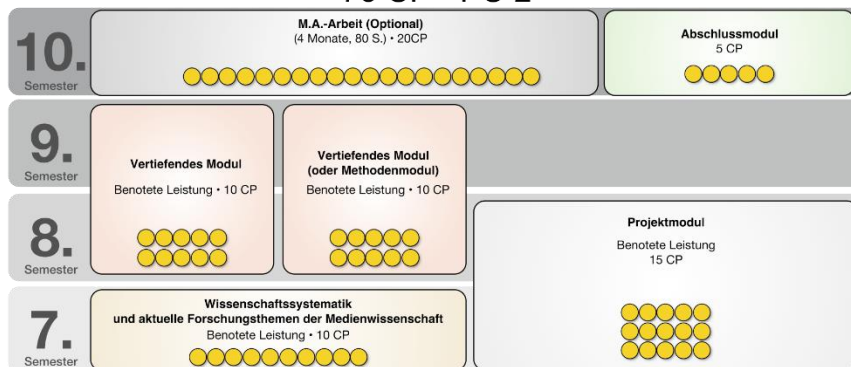 M.A.-Arbeit (Optional)
(4 Monate, 80 S.) • 20CP
Abschlussmodul
5 CP
10.
Semester
9.
Semester
Vertiefendes Modul
Benotete Leistung • 10 CP
Vertiefendes Modul
(oder Methodenmodul)
Benotete Leistung • 10 CP
8.
Semester
Projektmodul
Benotete Leistung
15 CP
7.
Semester
Wissenschaftssystematik
und aktuelle Forschungsthemen der Medienwissenschaft
Benotete Leistung • 10 CP